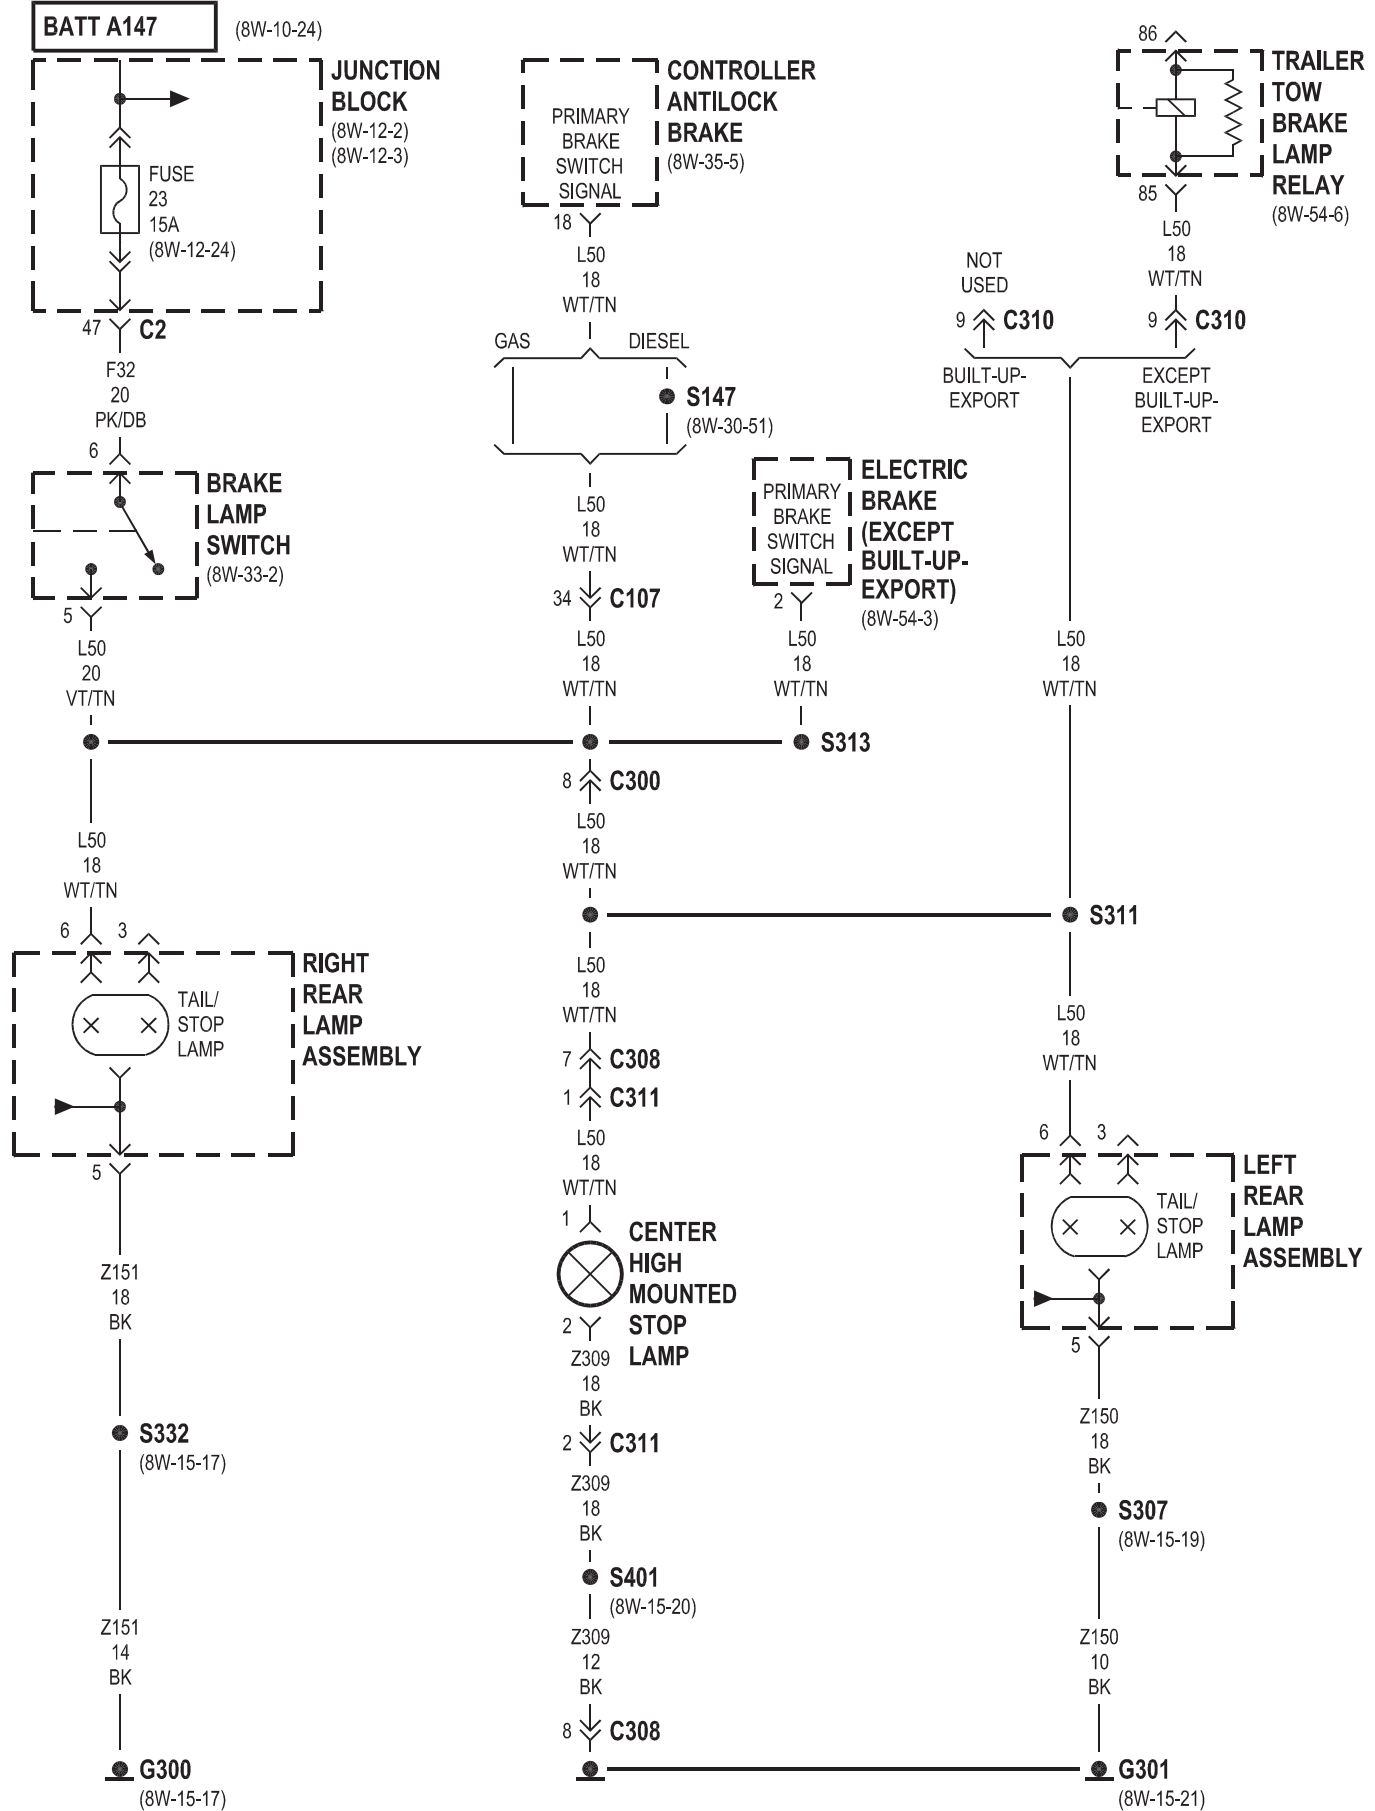 BATT A147
(8W-10-24)
JUNCTION
BLOCK
(8W-12-2)
(8W-12-3)
FUSE
23
15A
(8W-12-24)
47
C2
F32
20
PK/DB
6
BRAKE
LAMP
SWITCH
(8W-33-2)
5
L50
20
VT/TN
L50
18
WT/TN
6
3
RIGHT
REAR
LAMP
ASSEMBLY
TAIL/
STOP
LAMP
5
Z151
18
BK
S332
(8W-15-17)
Z151
14
BK
G300
(8W-15-17)
CONTROLLER
ANTILOCK
BRAKE
(8W-35-5)
PRIMARY
BRAKE
SWITCH
SIGNAL
18
L50
18
WT/TN
GAS
DIESEL
S147
(8W-30-51)
L50
18
WT/TN
34
C107
L50
18
WT/TN
ELECTRIC
BRAKE
(EXCEPT
BUILT-UP-
EXPORT)
(8W-54-3)
PRIMARY
BRAKE
SWITCH
SIGNAL
2
L50
18
WT/TN
S313
8
C300
L50
18
WT/TN
L50
18
WT/TN
7
C308
1
C311
L50
18
WT/TN
1
CENTER
HIGH
MOUNTED
STOP
LAMP
2
Z309
18
BK
2
C311
Z309
18
BK
S401
(8W-15-20)
Z309
12
BK
8
C308
86
TRAILER
TOW
BRAKE
LAMP
RELAY
(8W-54-6)
85
L50
18
WT/TN
NOT
USED
9
C310
9
C310
BUILT-UP-
EXPORT
EXCEPT
BUILT-UP-
EXPORT
L50
18
WT/TN
S311
L50
18
WT/TN
6
3
LEFT
REAR
LAMP
ASSEMBLY
TAIL/
STOP
LAMP
5
Z150
18
BK
S307
(8W-15-19)
Z150
10
BK
G301
(8W-15-21)